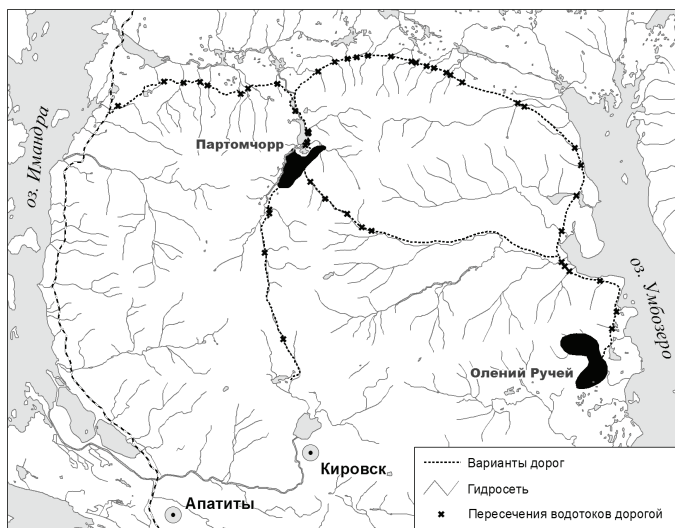 оз. Имандра
Партомчорр
оз. Умбозеро
Олений Ручей
Кировск
Апатиты
Варианты дорог
Гидросеть
Пересечения водотоков дорогой